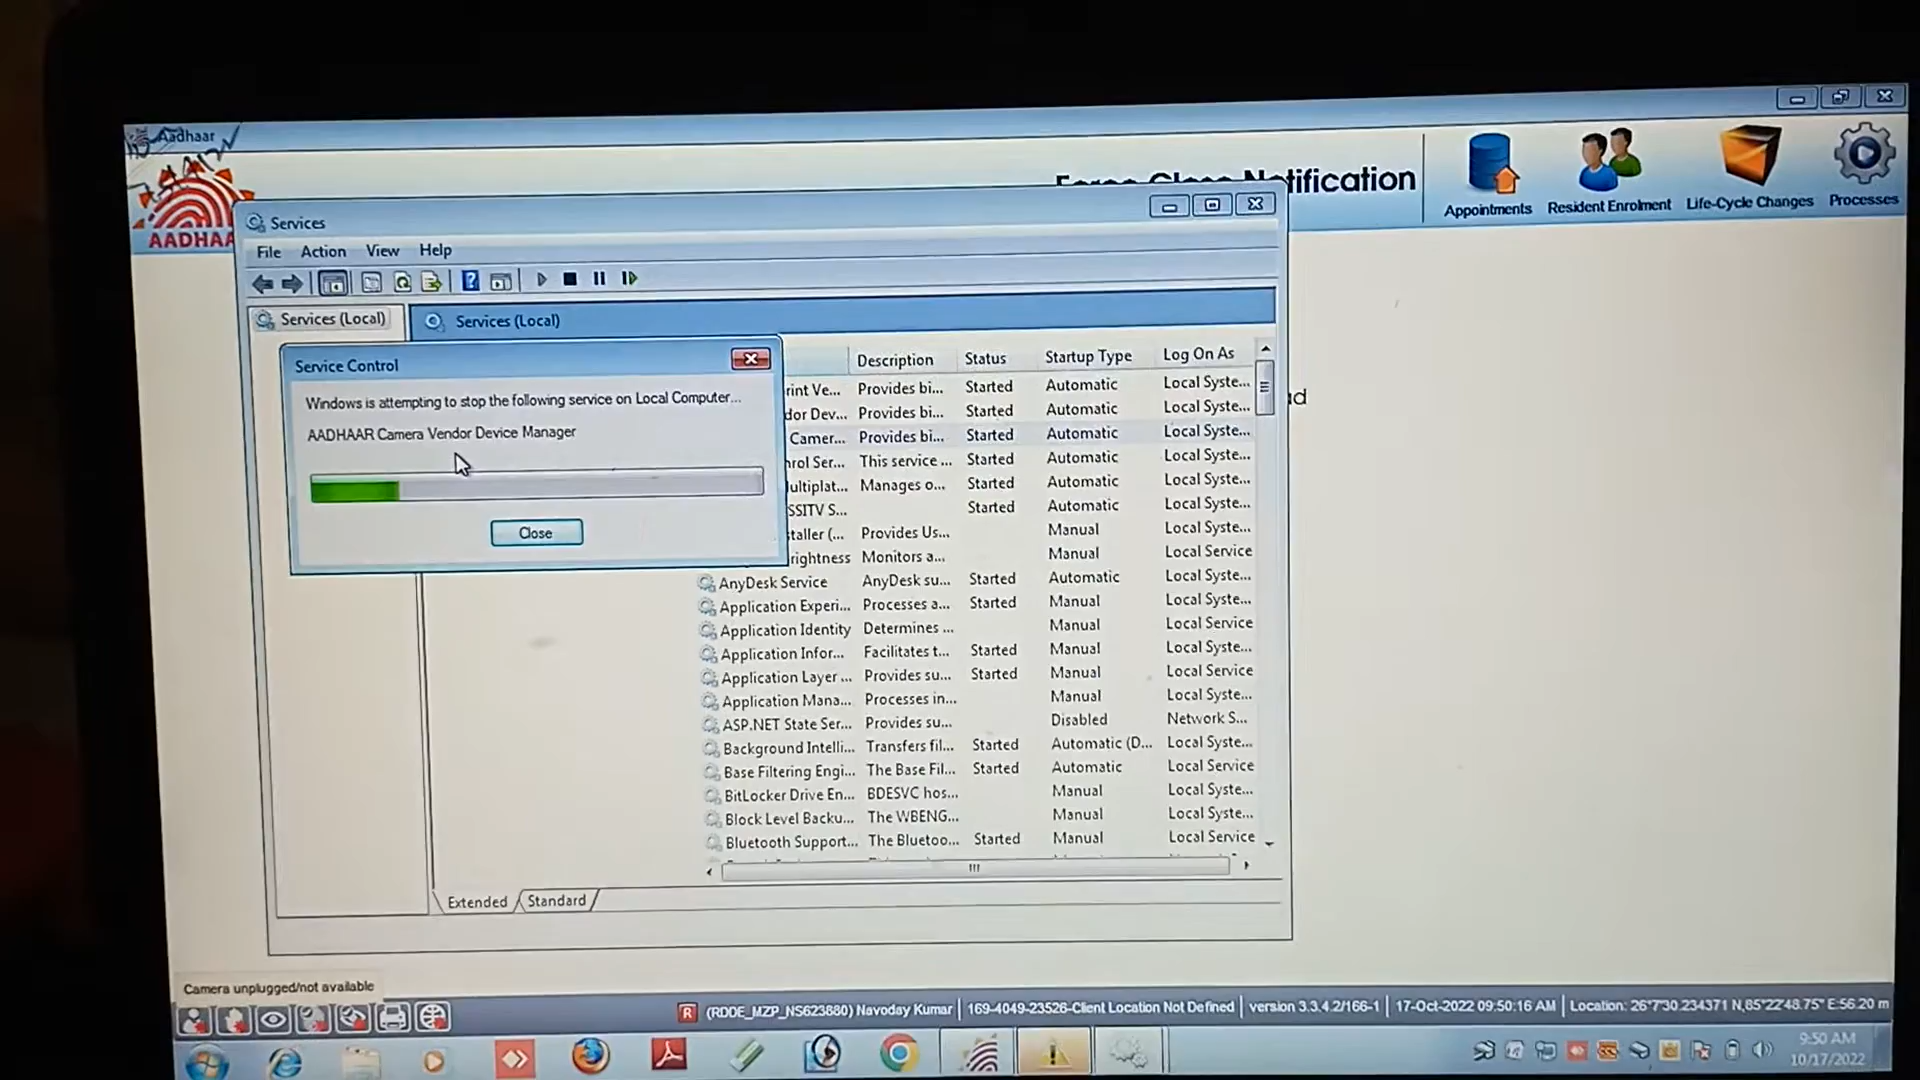 Aadhaar
Force Close Notification
Appointments
Resident Enrolment
Life-Cycle Changes
Processes
AADHAA
Services
File Action View Help
Services (Local)
Services (Local)
Service Control
Windows is attempting to stop the following service on Local Computer...
AADHAAR Camera Vendor Device Manager
Close
Description Status Startup Type Log On As
rint Ve... Provides bi... Started Automatic Local Syste...
dor Dev... Provides bi... Started Automatic Local Syste...
Camer... Provides bi... Started Automatic Local Syste...
rol Ser... This service ... Started Automatic Local Syste...
ultiplat... Manages o... Started Automatic Local Syste...
SSITV S... Started Automatic Local Syste...
staller (... Provides Us... Manual Local Syste...
rightness Monitors a... Manual Local Service
AnyDesk Service AnyDesk su... Started Automatic Local Syste...
Application Experi... Processes a... Started Manual Local Syste...
Application Identity Determines ... Manual Local Service
Application Infor... Facilitates t... Started Manual Local Syste...
Application Layer ... Provides su... Started Manual Local Service
Application Mana... Processes in... Manual Local Syste...
ASP.NET State Ser... Provides su... Disabled Network S...
Background Intelli... Transfers fil... Started Automatic (D... Local Syste...
Base Filtering Engi... The Base Fil... Started Automatic Local Service
BitLocker Drive En... BDESVC hos... Manual Local Syste...
Block Level Backu... The WBENG... Manual Local Syste...
Bluetooth Support... The Bluetoo... Started Manual Local Service
ad
Extended Standard
Camera unplugged/not available
R (RDDE_MZP_NS623880) Navoday Kumar 169-4049-23526-Client Location Not Defined version 3.3.4.2/166-1 17-Oct-2022 09:50:16 AM Location: 26°7'30.234371 N,85°22'48.75" E:56.20 m
9:50 AM
10/17/2022